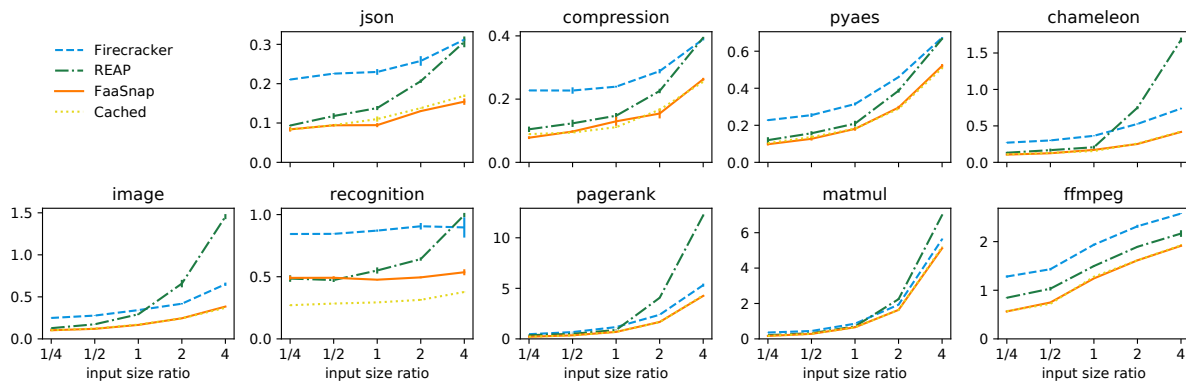 Firecracker
REAP
FaaSnap
Cached
json
0.3
0.2
0.1
0.0
compression
0.4
0.2
0.0
pyaes
0.6
0.4
0.2
0.0
chameleon
1.5
1.0
0.5
0.0
image
1.5
1.0
0.5
0.0
1/4 1/2 1 2 4
input size ratio
recognition
1.0
0.5
0.0
1/4 1/2 1 2 4
input size ratio
pagerank
10
5
0
1/4 1/2 1 2 4
input size ratio
matmul
6
4
2
0
1/4 1/2 1 2 4
input size ratio
ffmpeg
2
1
0
1/4 1/2 1 2 4
input size ratio